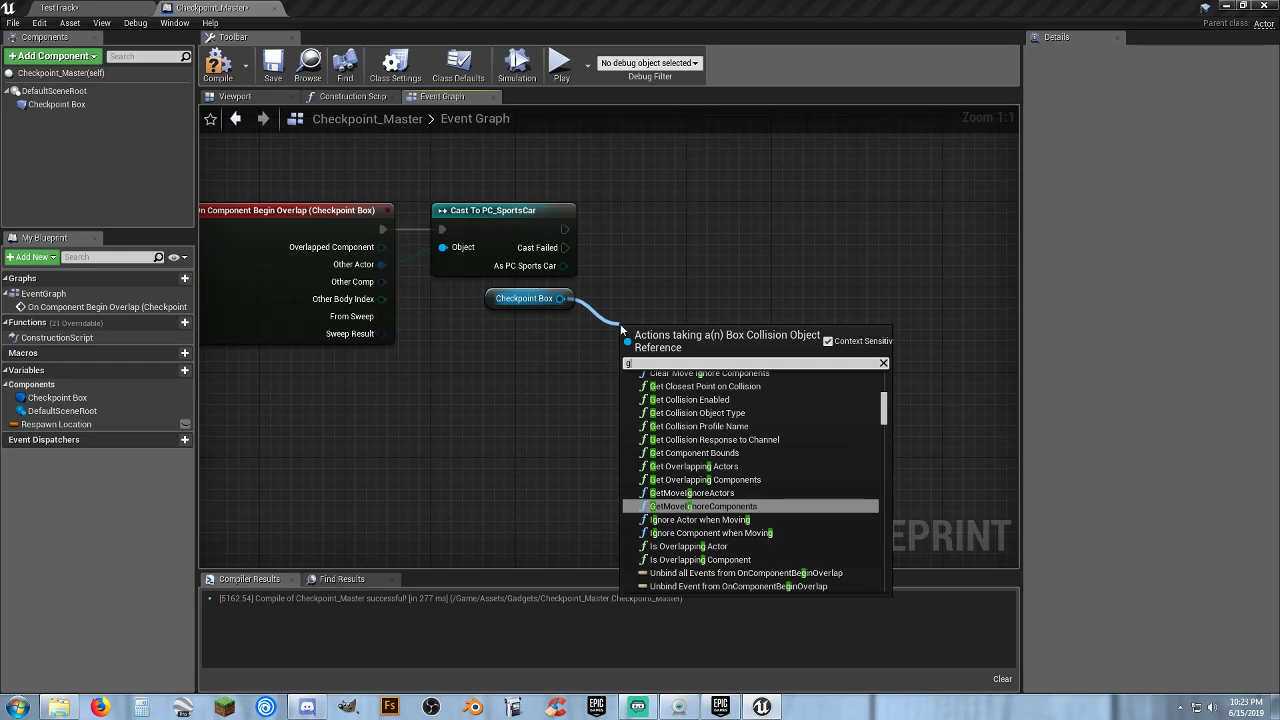 TestTrack*
Checkpoint_Master*
File
Edit
Asset
View
Debug
Window
Help
Parent class: Actor
Components
+ Add Component
Search
Checkpoint_Master(self)
DefaultSceneRoot
Checkpoint Box
Toolbar
Compile
Save
Browse
Find
Class Settings
Class Defaults
Simulation
Play
No debug object selected
Debug Filter
Details
Viewport
Construction Scrip
Event Graph
Checkpoint_Master > Event Graph
Zoom 1:1
On Component Begin Overlap (Checkpoint Box)
Overlapped Component
Other Actor
Other Comp
Other Body Index
From Sweep
Sweep Result
Cast To PC_SportsCar
Object
Cast Failed
As PC Sports Car
Checkpoint Box
Actions taking a(n) Box Collision Object
Reference
Context Sensitiv
g
Clear Move Ignore Components
Get Closest Point on Collision
Get Collision Enabled
Get Collision Object Type
Get Collision Profile Name
Get Collision Response to Channel
Get Component Bounds
Get Overlapping Actors
Get Overlapping Components
GetMoveIgnoreActors
GetMoveIgnoreComponents
Ignore Actor when Moving
Ignore Component when Moving
Is Overlapping Actor
Is Overlapping Component
Unbind all Events from OnComponentBeginOverlap
Unbind Event from OnComponentBeginOverlap
EPRINT
My Blueprint
+ Add New
Search
Graphs
EventGraph
On Component Begin Overlap (Checkpoint
Functions (21 Overridable)
ConstructionScript
Macros
Variables
Components
Checkpoint Box
DefaultSceneRoot
Respawn Location
Event Dispatchers
Compiler Results
Find Results
[5162.54] Compile of Checkpoint_Master successful! [in 277 ms] (/Game/Assets/Gadgets/Checkpoint_Master.Checkpoint_Master)
Clear
Pro
Fs
EPIC
GAMES
EPIC
GAMES
10:23 PM
6/15/2019